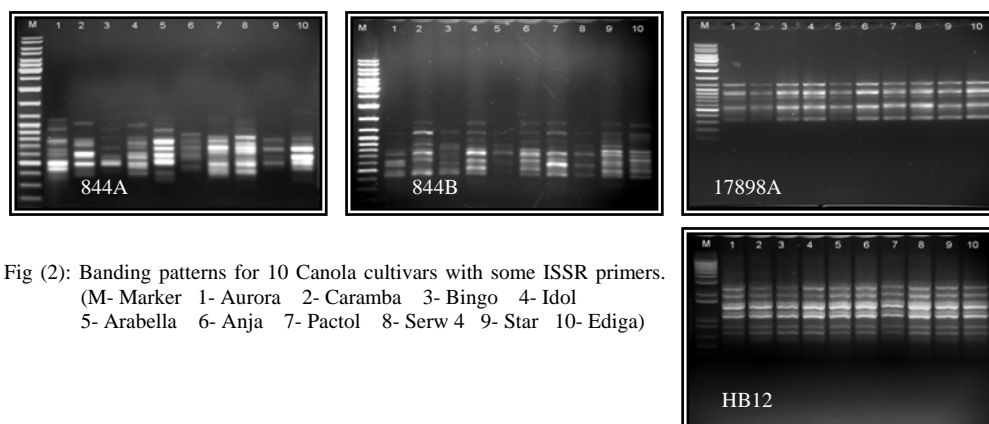 M 1 2 3 4 5 6 7 8 9 10
844A
M 1 2 3 4 5 6 7 8 9 10
844B
M 1 2 3 4 5 6 7 8 9 10
17898A
Fig (2): Banding patterns for 10 Canola cultivars with some ISSR primers.
(M- Marker 1- Aurora 2- Caramba 3- Bingo 4- Idol
5- Arabella 6- Anja 7- Pactol 8- Serw 4 9- Star 10- Ediga)
M 1 2 3 4 5 6 7 8 9 10
HB12